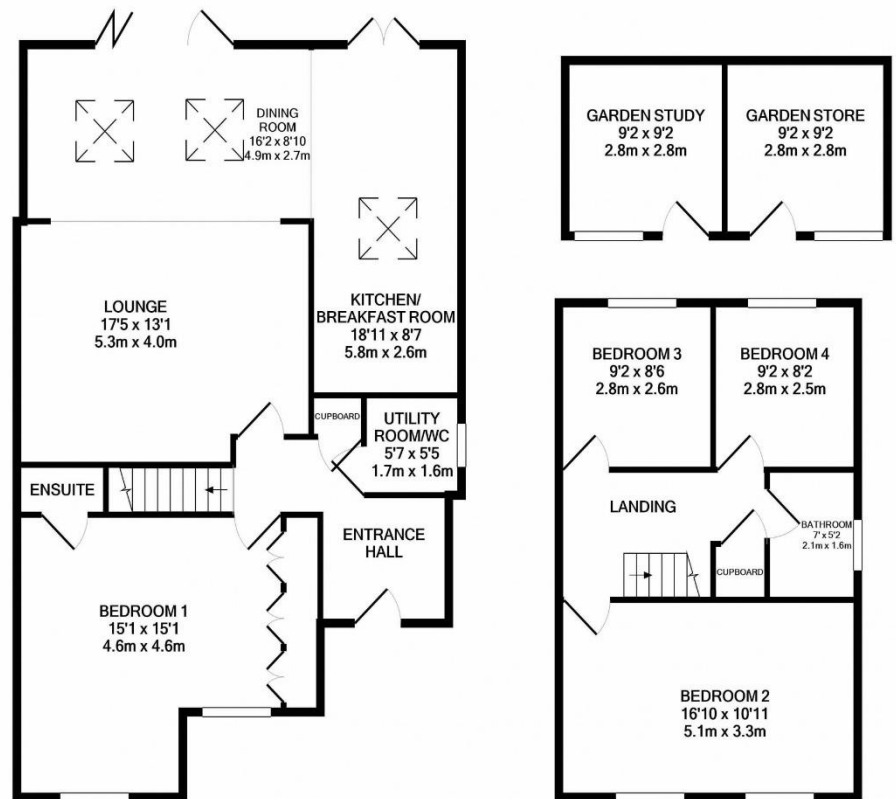 DINING
ROOM
16'2 x 8'10
4.9m x 2.7m
LOUNGE
17'5 x 13'1
5.3m x 4.0m
KITCHEN/
BREAKFAST ROOM
18'11 x 8'7
5.8m x 2.6m
CUPBOARD
UTILITY
ROOM/WC
5'7 x 5'5
1.7m x 1.6m
ENSUITE
ENTRANCE
HALL
BEDROOM 1
15'1 x 15'1
4.6m x 4.6m
GARDEN STUDY
9'2 x 9'2
2.8m x 2.8m
GARDEN STORE
9'2 x 9'2
2.8m x 2.8m
BEDROOM 3
9'2 x 8'6
2.8m x 2.6m
BEDROOM 4
9'2 x 8'2
2.8m x 2.5m
LANDING
BATHROOM
7' x 5'2
2.1m x 1.6m
CUPBOARD
BEDROOM 2
16'10 x 10'11
5.1m x 3.3m